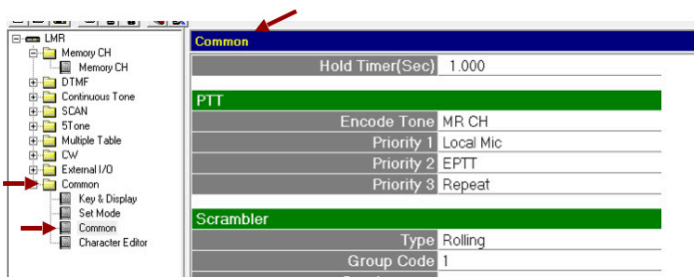 LMR
Memory CH
Memory CH
DTMF
Continuous Tone
SCAN
5Tone
Multiple Table
CW
External I/O
Common
Key & Display
Set Mode
Common
Character Editor
Common
Hold Timer(Sec) 1.000
PTT
Encode Tone MR CH
Priority 1 Local Mic
Priority 2 EPTT
Priority 3 Repeat
Scrambler
Type Rolling
Group Code 1